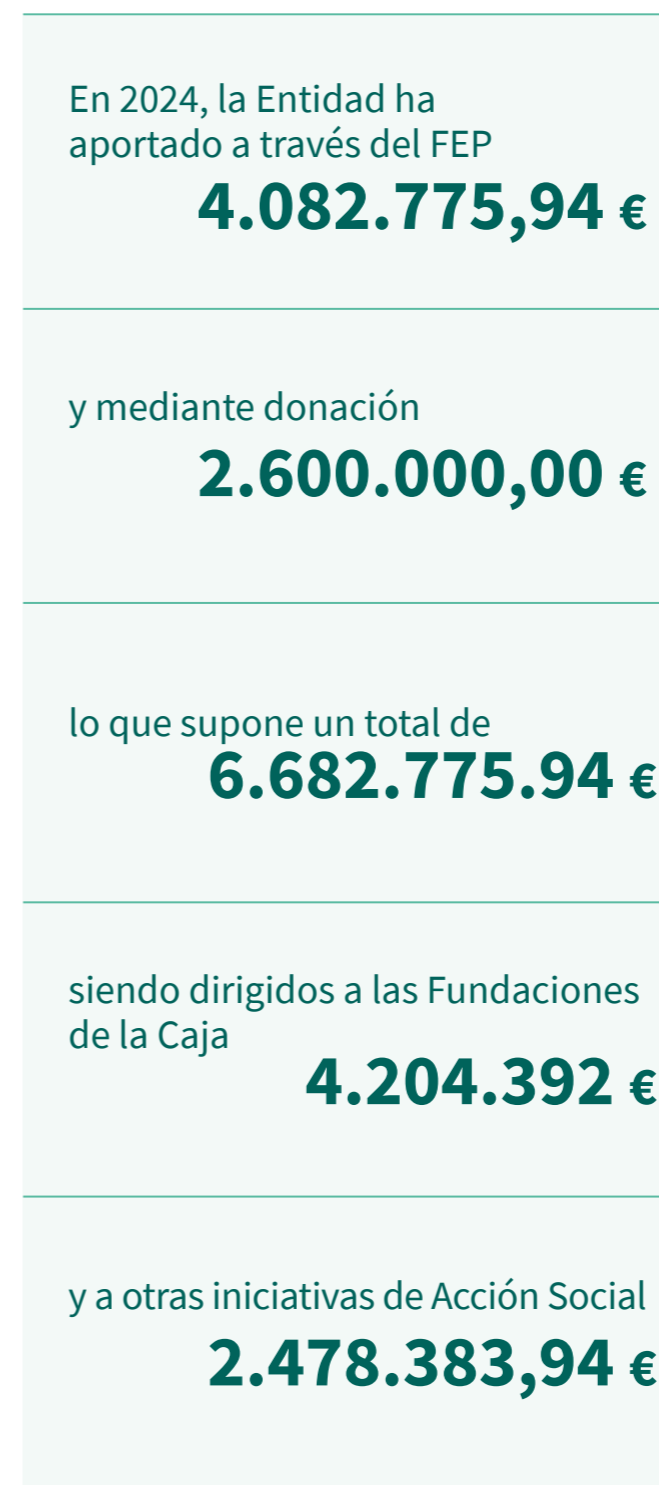 En 2024, la Entidad ha
aportado a través del FEP
4.082.775,94 €
y mediante donación
2.600.000,00 €
lo que supone un total de
6.682.775.94 €
siendo dirigidos a las Fundaciones
de la Caja
4.204.392 €
y a otras iniciativas de Acción Social
2.478.383,94 €